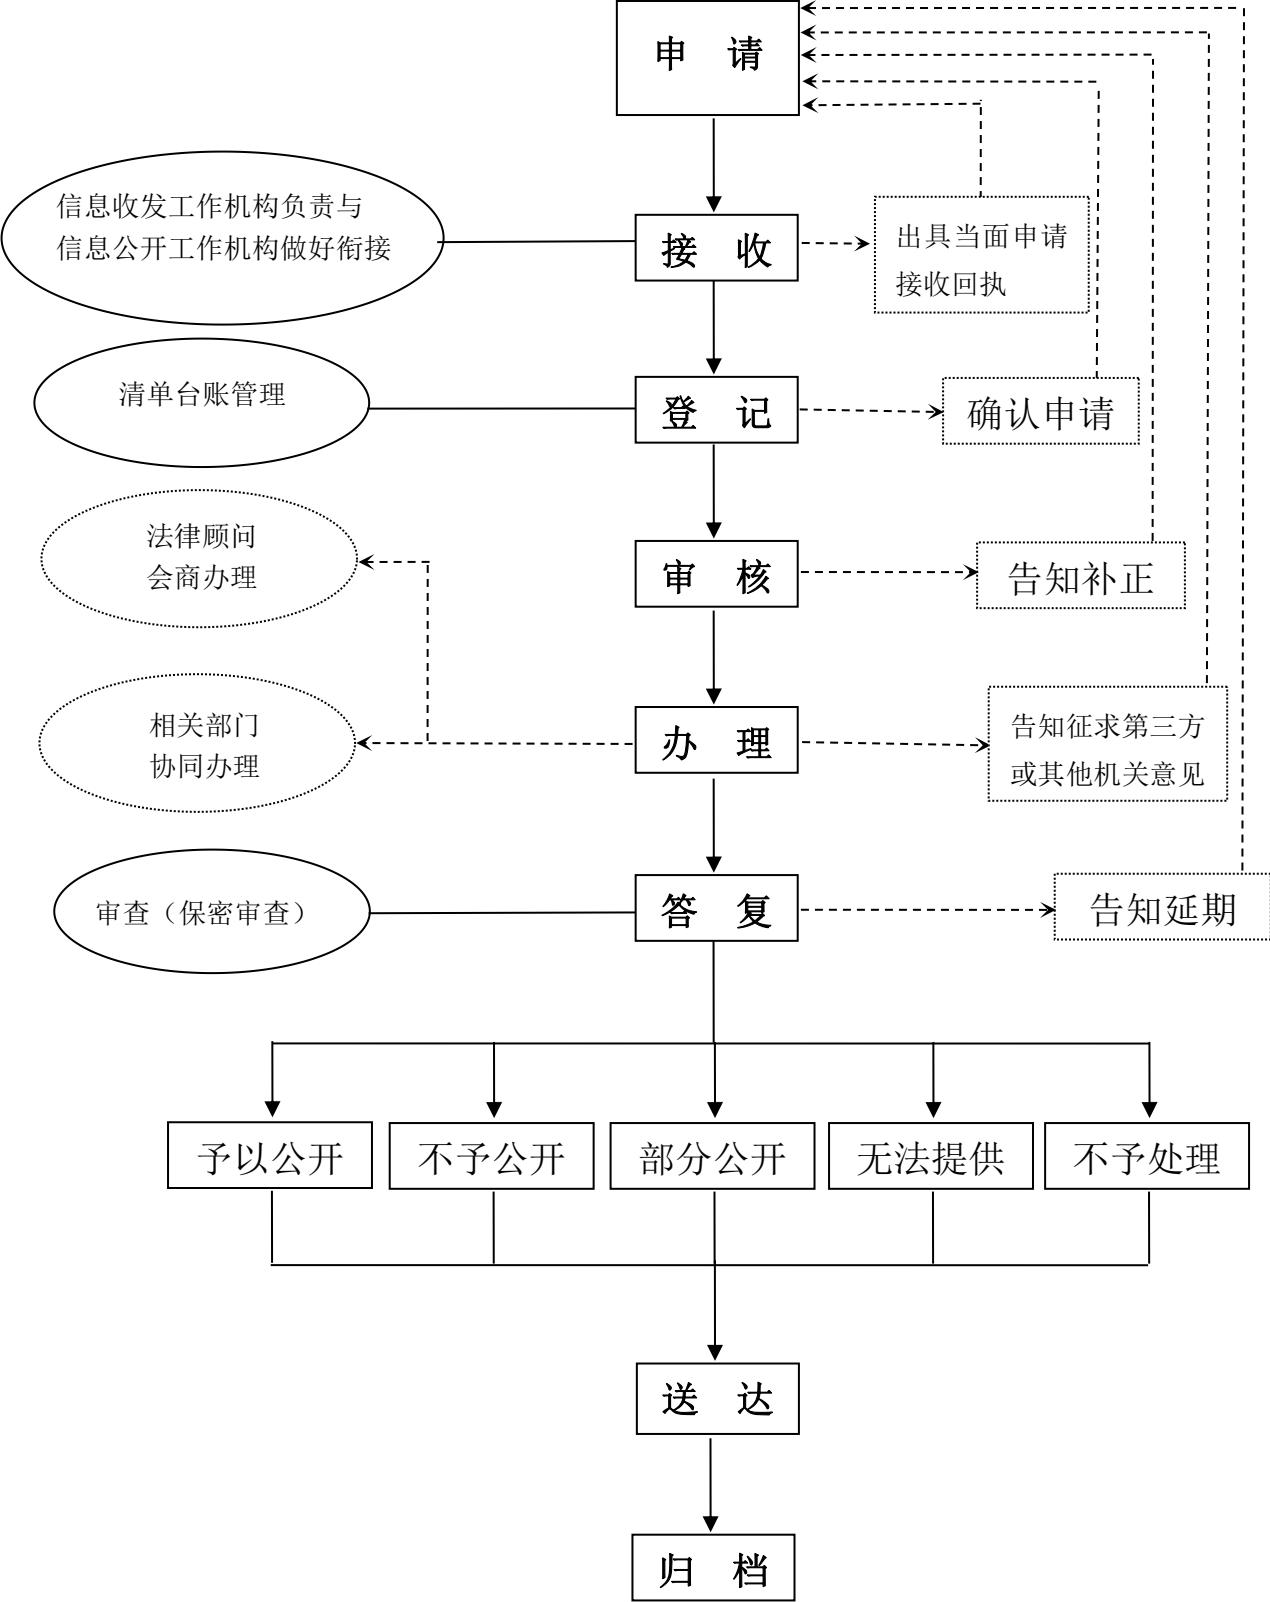 申 请
信息收发工作机构负责与
信息公开工作机构做好衔接
接 收
出具当面申请
接收回执
清单台账管理
登 记
确认申请
法律顾问
会商办理
审 核
告知补正
相关部门
协同办理
办 理
告知征求第三方
或其他机关意见
审查（保密审查）
答 复
告知延期
予以公开
不予公开
部分公开
无法提供
不予处理
送 达
归 档